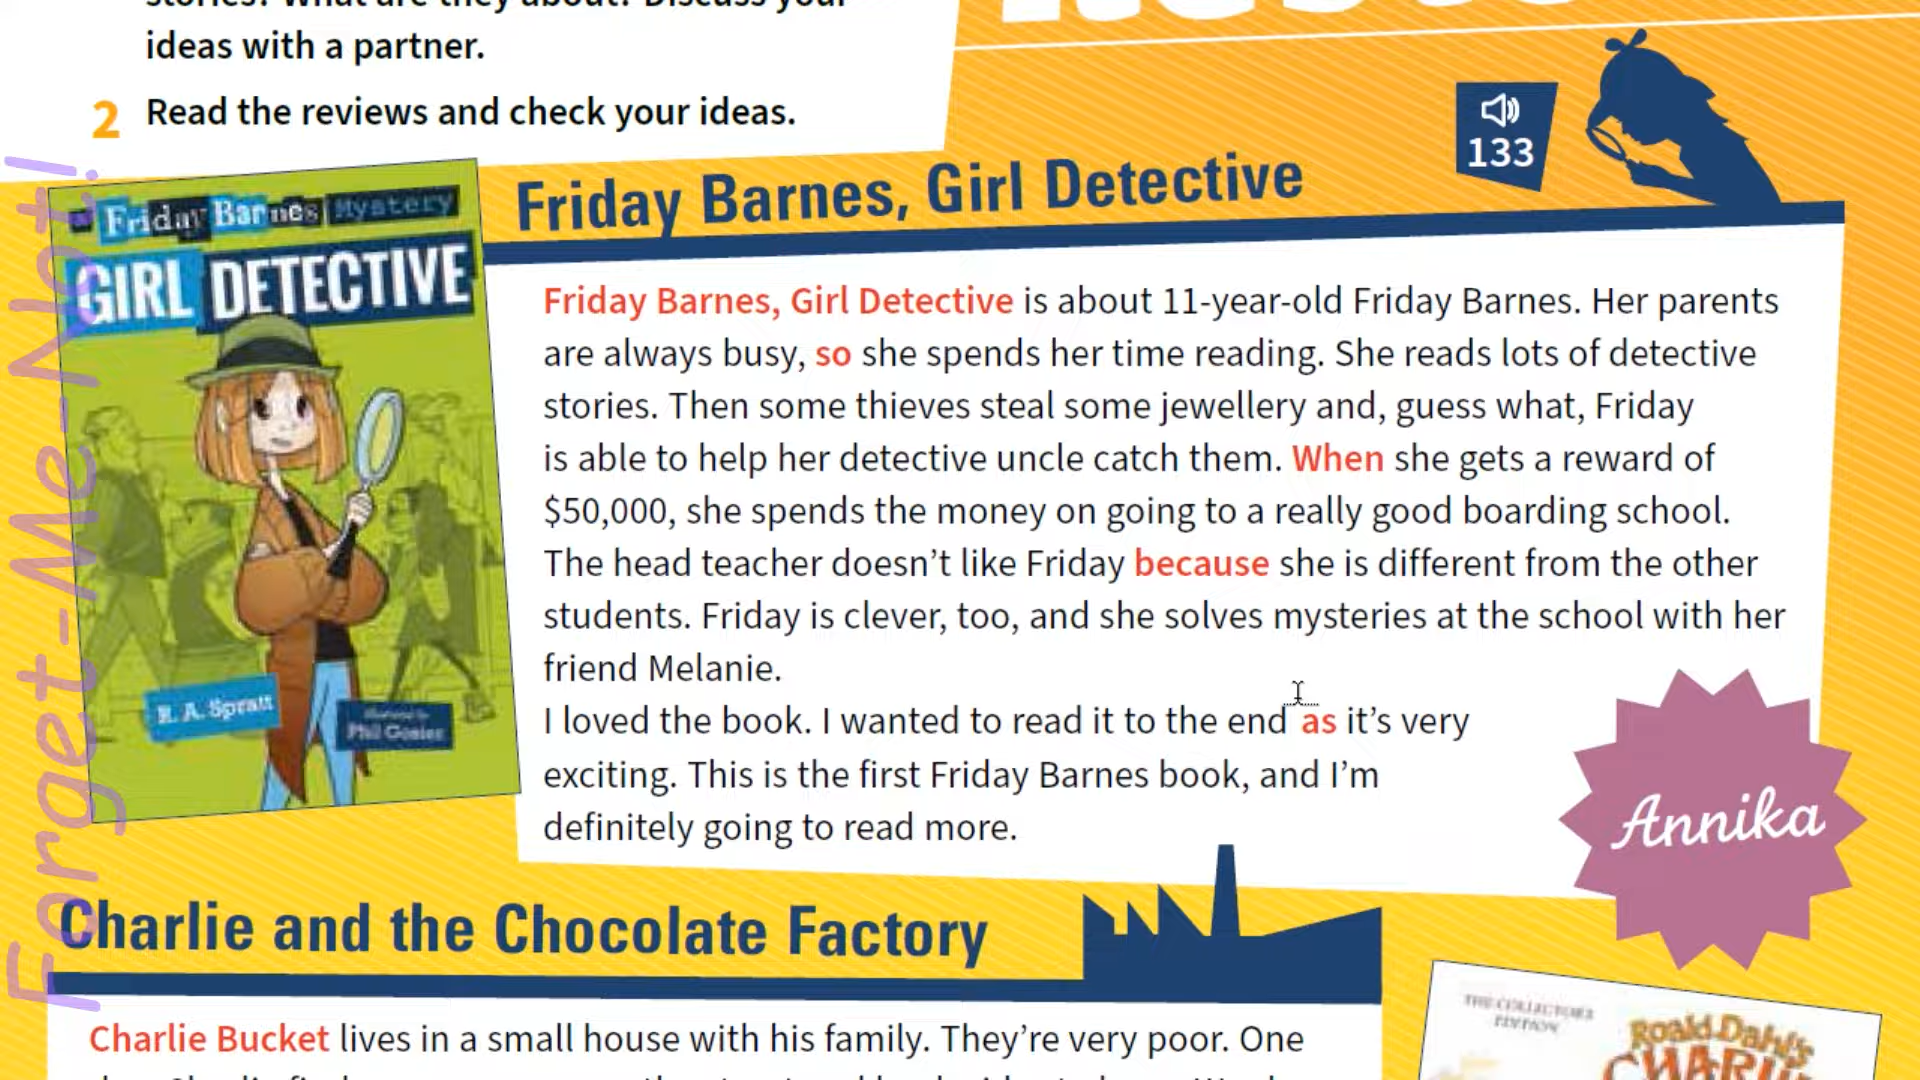 ideas with a partner.
2 Read the reviews and check your ideas.
133
Friday Barnes, Girl Detective
Friday Barnes Mystery
GIRL DETECTIVE
R. A. Spratt
Phil Gosier
Friday Barnes, Girl Detective is about 11-year-old Friday Barnes. Her parents
are always busy, so she spends her time reading. She reads lots of detective
stories. Then some thieves steal some jewellery and, guess what, Friday
is able to help her detective uncle catch them. When she gets a reward of
$50,000, she spends the money on going to a really good boarding school.
The head teacher doesn’t like Friday because she is different from the other
students. Friday is clever, too, and she solves mysteries at the school with her
friend Melanie.
I loved the book. I wanted to read it to the end as it’s very
exciting. This is the first Friday Barnes book, and I’m
definitely going to read more.
Annika
Forget-Me-Not!
Charlie and the Chocolate Factory
Charlie Bucket lives in a small house with his family. They’re very poor. One
THE COLLECTOR'S
EDITION
Roald Dahl's